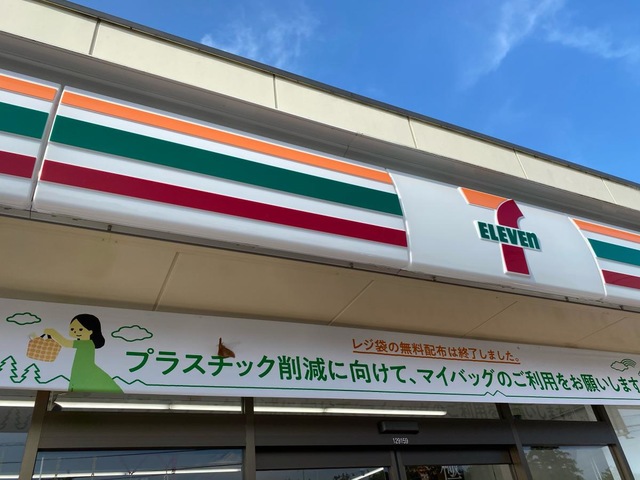 7
ELEVEn
レジ袋の無料配布は終了しました。
プラスチック削減に向けて、マイバッグのご利用をお願いします
129159